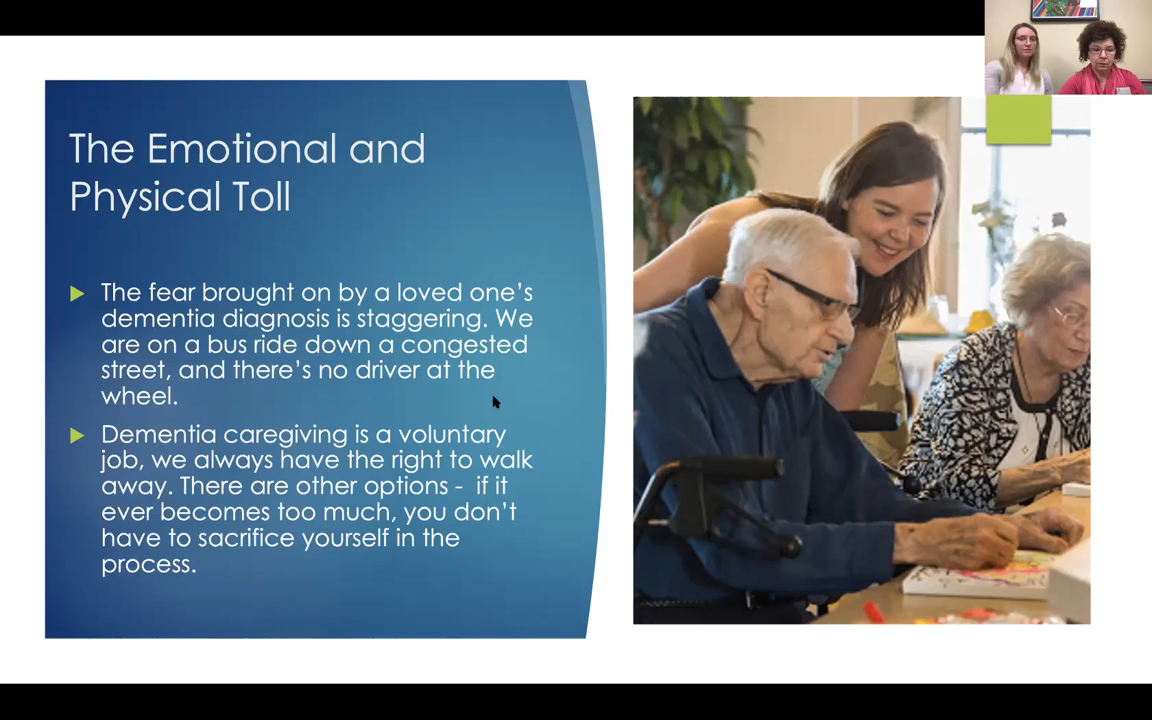 The Emotional and
Physical Toll
The fear brought on by a loved one's
dementia diagnosis is staggering. We
are on a bus ride down a congested
street, and there's no driver at the
wheel.
Dementia caregiving is a voluntary
job, we always have the right to walk
away. There are other options - if it
ever becomes too much, you don't
have to sacrifice yourself in the
process.